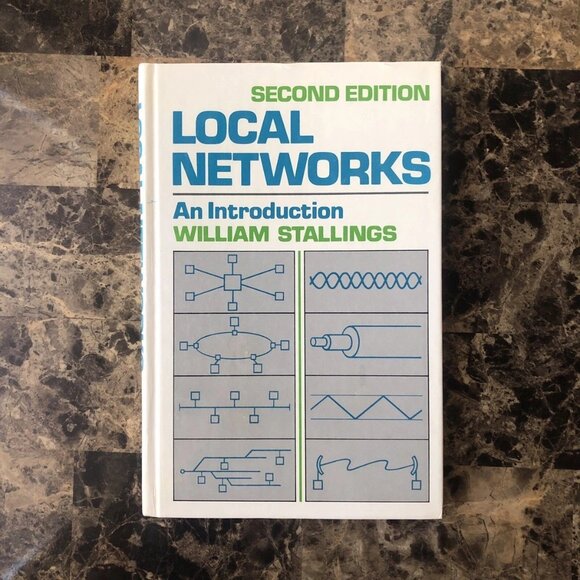 SECOND EDITION
LOCAL
NETWORKS
An Introduction
WILLIAM STALLINGS